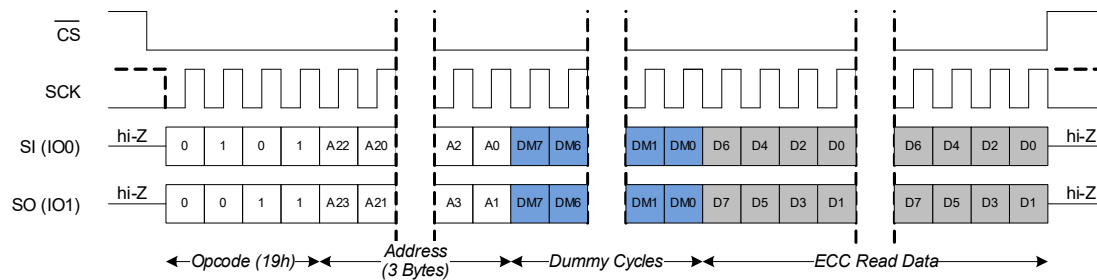 CS
SCK
SI (IO0) hi-Z 0 1 0 1 A22 A20 A2 A0 DM7 DM6 DM1 DM0 D6 D4 D2 D0 D6 D4 D2 D0 hi-Z
SO (IO1) hi-Z 0 0 1 1 A23 A21 A3 A1 DM7 DM6 DM1 DM0 D7 D5 D3 D1 D7 D5 D3 D1 hi-Z
Opcode (19h) Address Dummy Cycles ECC Read Data
(3 Bytes)